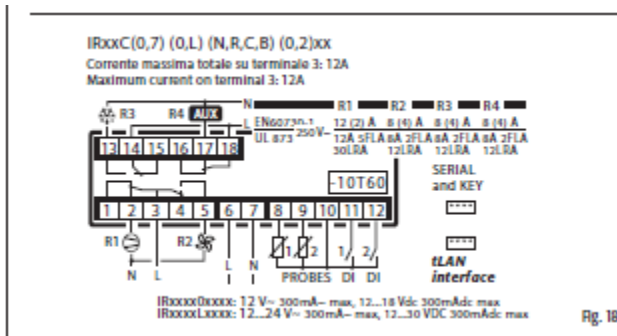 IRxxC(0,7) (0,L) (N,R,C,B) (0,2)xx
Corrente massima totale su terminale 3: 12A
Maximum current on terminal 3: 12A
N R1 R2 R3 R4
R3 R4 AUX
L EN60730-1 250 V~ 12 (2) A 8 (4) A 8 (4) A 8 (4) A
UL 873 12A 5FLA 8A 2FLA 8A 2FLA 8A 2FLA
30LRA 12LRA 12LRA 12LRA
13 14 15 16 17 18
SERIAL
and KEY
-10T60
1 2 3 4 5 6 7 8 9 10 11 12
R1 R2 1 2 1 2
N L L N PROBES DI DI
tLAN
interface
IRxxxx0xxxx: 12 V~ 300mA~ max, 12...18 Vdc 300mAdc max
IRxxxxLxxxx: 12...24 V~ 300mA~ max, 12...30 VDC 300mAdc max
Fig. 18